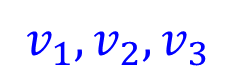 v₁, v₂, v₃